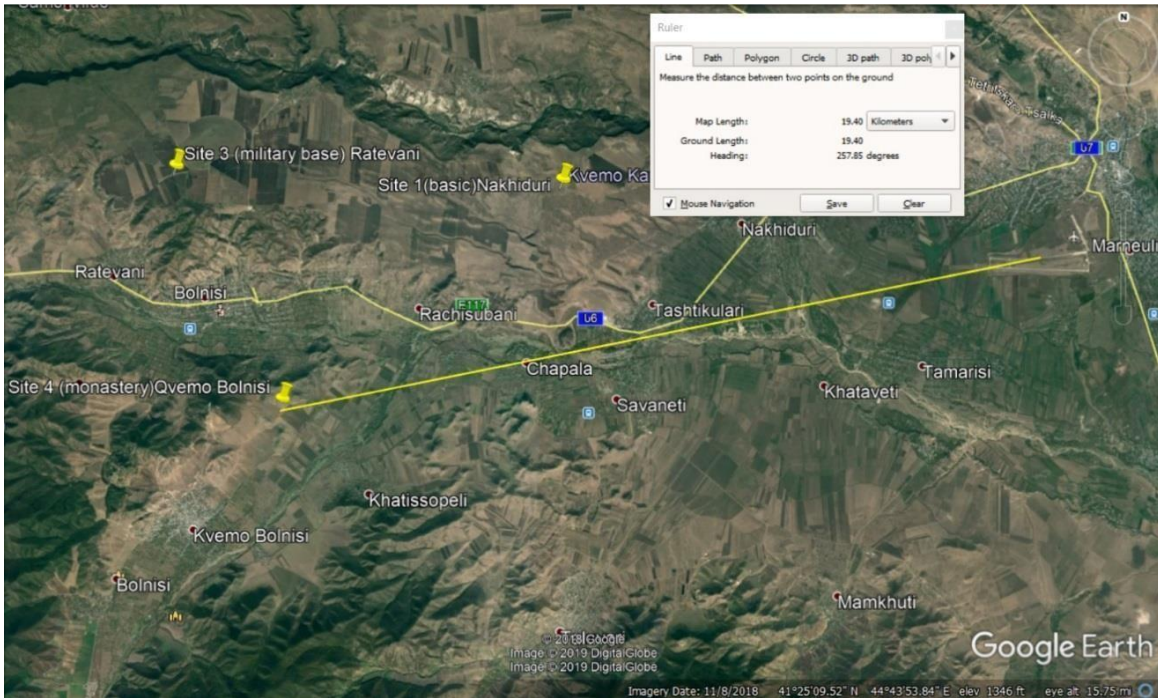 Ruler
Line Path Polygon Circle 3D path 3D poly
Measure the distance between two points on the ground
Map Length: 19.40 Kilometers
Ground Length: 19.40
Heading: 257.85 degrees
Mouse Navigation Save Clear
N
Site 3 (military base) Ratevani
Site 1(basic)Nakhiduri
Kvemo Ka
Nakhiduri
Marneuli
Ratevani
Bolnisi
Rachisubani
E117
Tashtikulari
Chapala
Tamarisi
Site 4 (monastery)Qvemo Bolnisi
Khataveti
Savaneti
Khatissopeli
Kvemo Bolnisi
Bolnisi
Mamkhuti
© 2018 Google
Image © 2019 DigitalGlobe
Image © 2019 DigitalGlobe
Google Earth
Imagery Date: 11/8/2018 41°25'09.52" N 44°43'53.84" E elev 1346 ft eye alt 15.75 mi